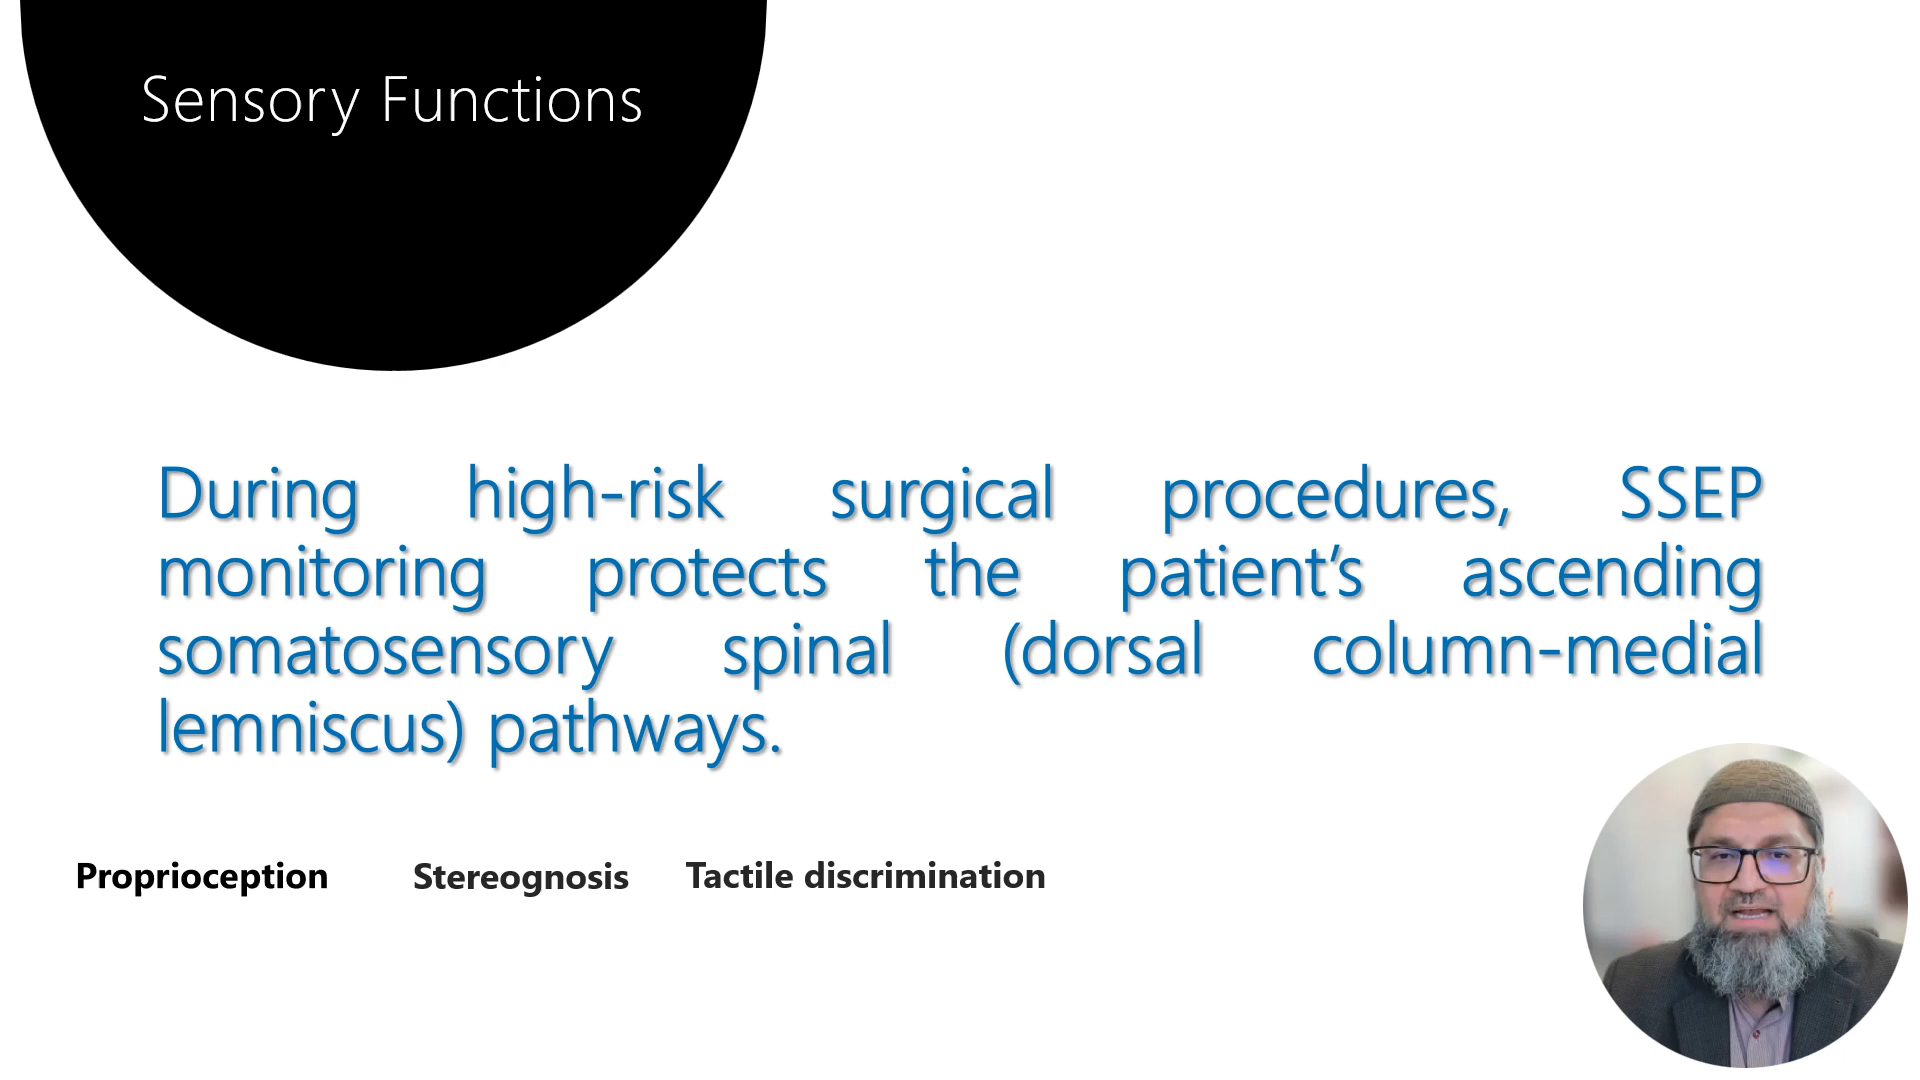 Sensory Functions
During high-risk surgical procedures, SSEP
monitoring protects the patient’s ascending
somatosensory spinal (dorsal column-medial
lemniscus) pathways.
Proprioception Stereognosis Tactile discrimination